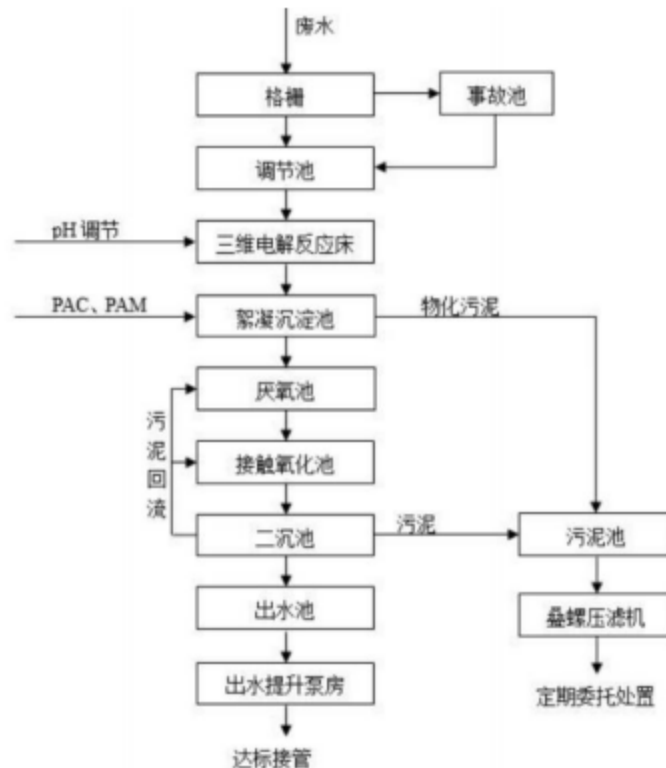 废水
格栅
事故池
调节池
pH 调节
三维电解反应床
PAC、PAM
絮凝沉淀池
物化污泥
厌氧池
污泥回流
接触氧化池
二沉池
污泥
污泥池
出水池
叠螺压滤机
出水提升泵房
定期委托处置
达标接管